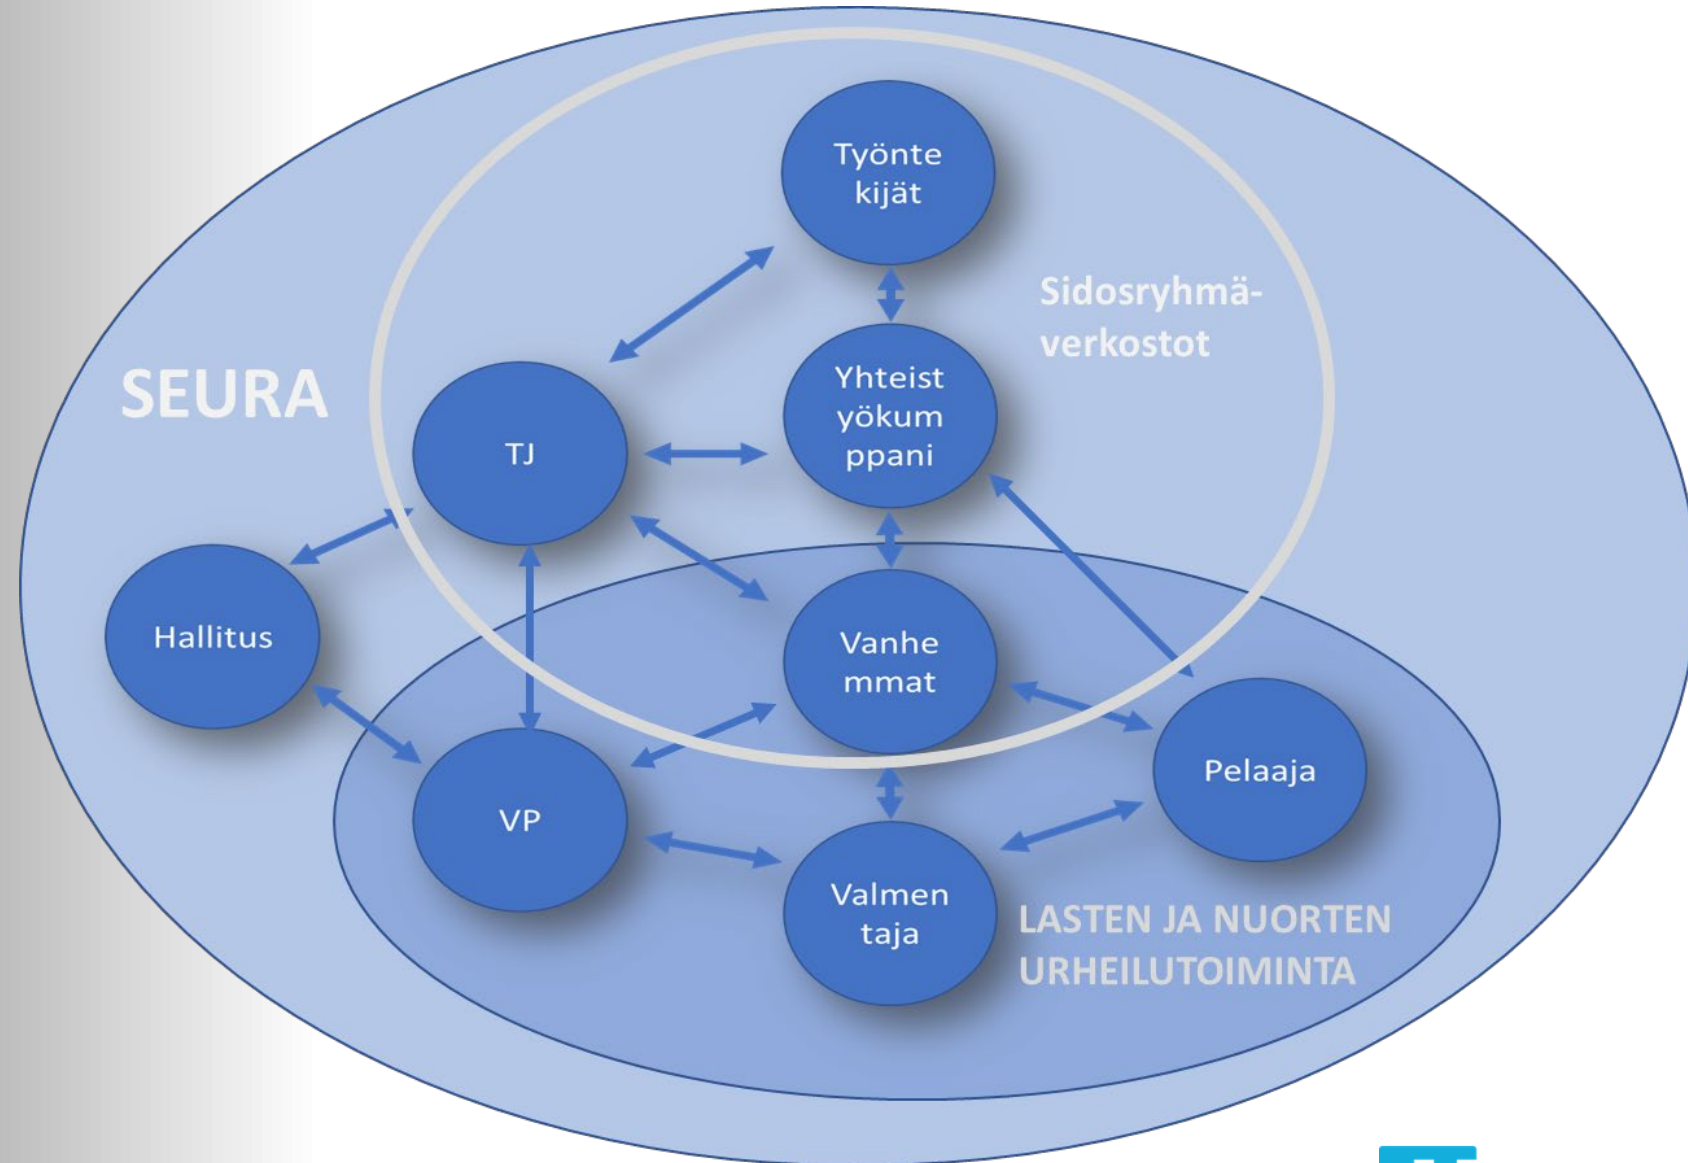 Työnte
kijät
Sidosryhmä-
verkostot
SEURA
Yhteist
yökum
ppani
TJ
Hallitus
Vanhe
mmat
Pelaaja
VP
Valmen
taja
LASTEN JA NUORTEN
URHEILUTOIMINTA